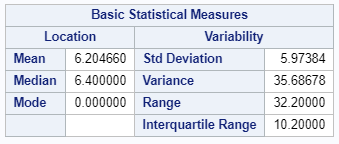 Basic Statistical Measures
Location Variability
Mean 6.204660 Std Deviation 5.97384
Median 6.400000 Variance 35.68678
Mode 0.000000 Range 32.20000
Interquartile Range 10.20000